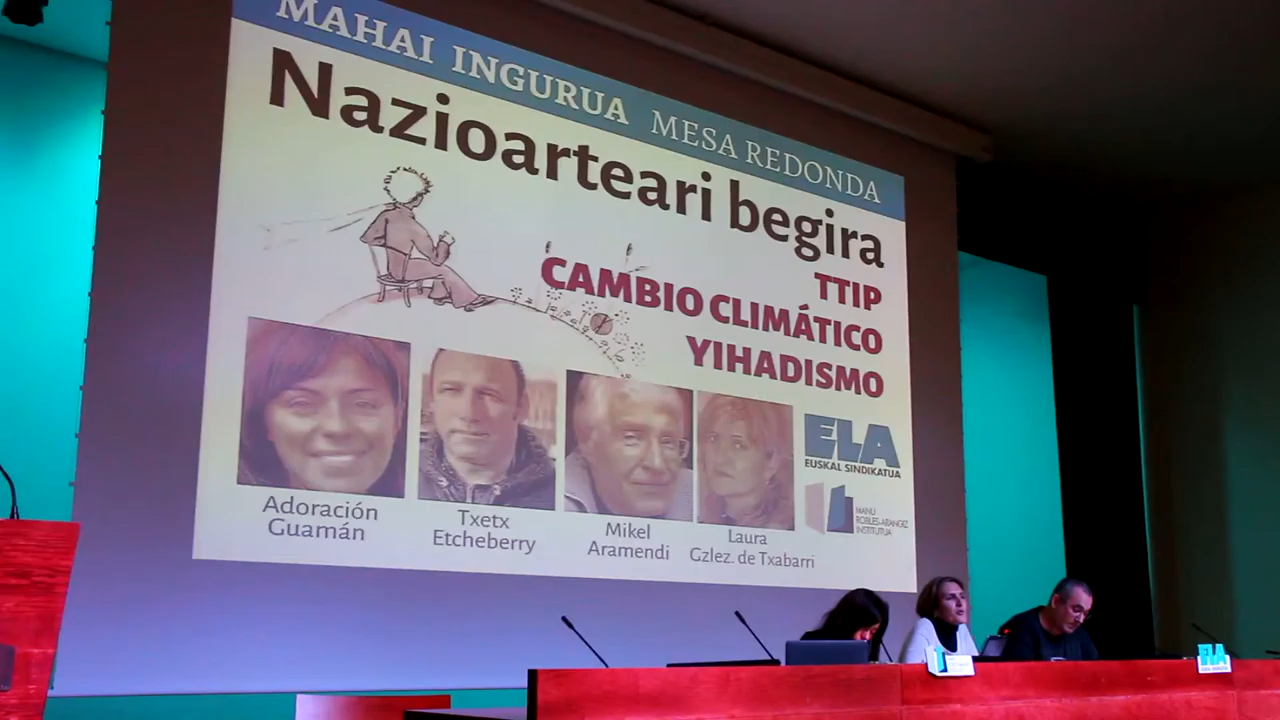 MAHAI INGURUA MESA REDONDA
Nazioarteari begira
TTIP
CAMBIO CLIMÁTICO
YIHADISMO
ELA
EUSKAL SINDIKATUA
MANU
ROBLES-ARANGIZ
INSTITUTUA
Adoración
Guamán
Txetx
Etcheberry
Mikel
Aramendi
Laura
Gzlez. de Txabarri
ELA